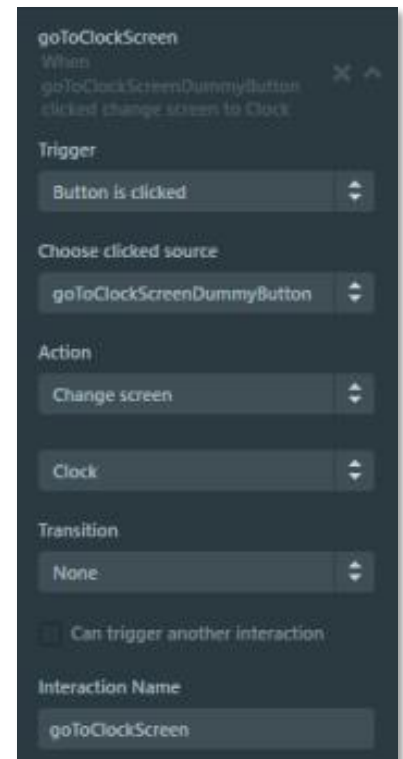 goToClockScreen
When
goToClockScreenDummyButton
clicked change screen to Clock
Trigger
Button is clicked
Choose clicked source
goToClockScreenDummyButton
Action
Change screen
Clock
Transition
None
Can trigger another interaction
Interaction Name
goToClockScreen